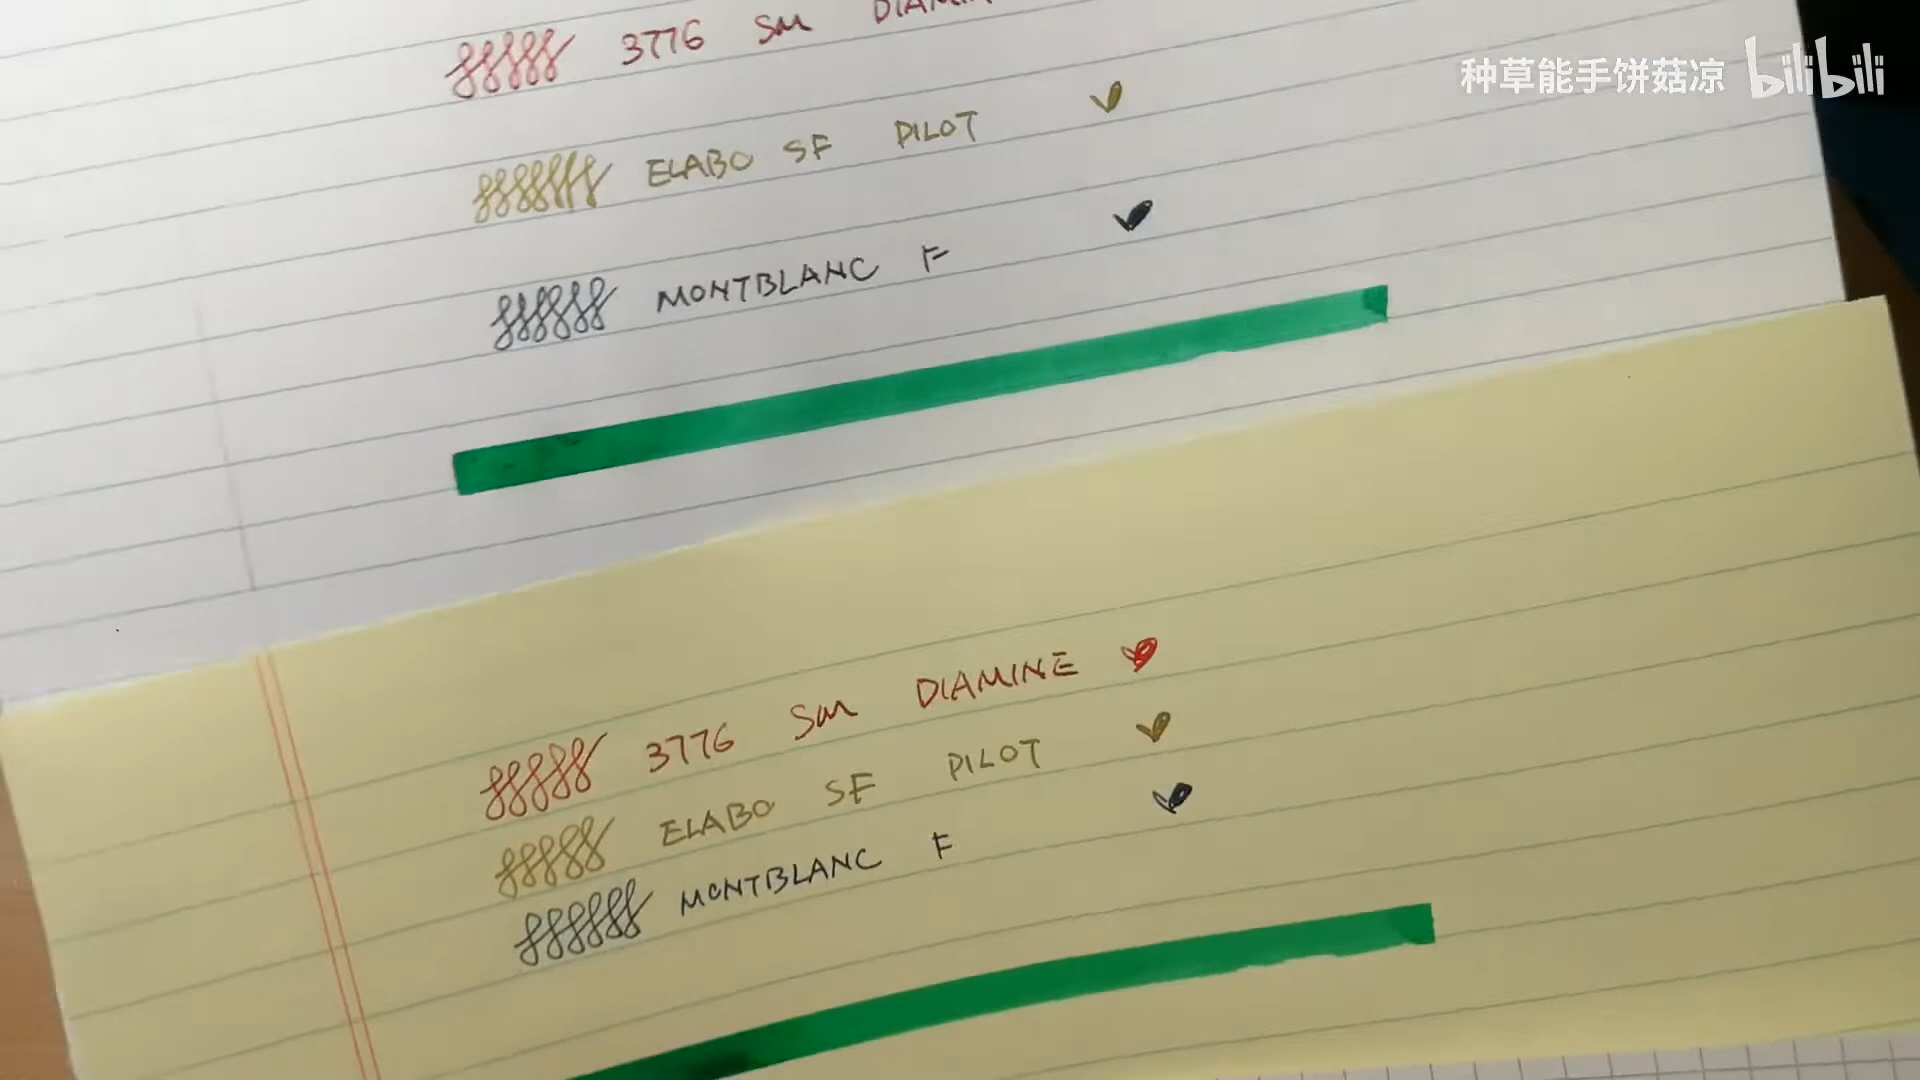 3776 SM DIAMINE
种草能手饼菇凉 bilibili
ELABO SF PILOT
MONTBLANC F
3776 SM DIAMINE
ELABO SF PILOT
MONTBLANC F